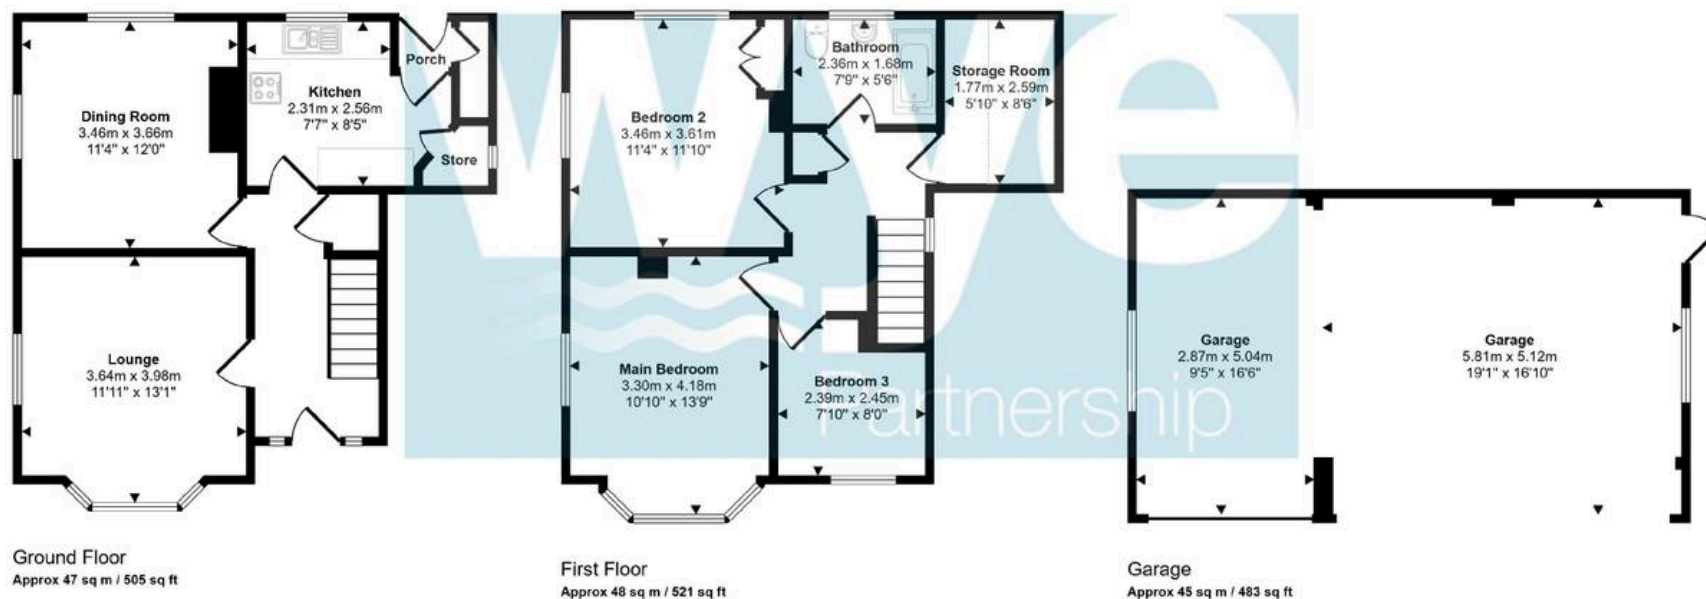 Dining Room
3.46m x 3.66m
11'4" x 12'0"
Kitchen
2.31m x 2.56m
7'7" x 8'5"
Porch
Store
Lounge
3.64m x 3.98m
11'11" x 13'1"
Ground Floor
Approx 47 sq m / 505 sq ft
Bedroom 2
3.46m x 3.61m
11'4" x 11'10"
Bathroom
2.36m x 1.68m
7'9" x 5'6"
Storage Room
1.77m x 2.59m
5'10" x 8'6"
Main Bedroom
3.30m x 4.18m
10'10" x 13'9"
Bedroom 3
2.39m x 2.45m
7'10" x 8'0"
First Floor
Approx 48 sq m / 521 sq ft
Garage
2.87m x 5.04m
9'5" x 16'6"
Garage
5.81m x 5.12m
19'1" x 16'10"
Garage
Approx 45 sq m / 483 sq ft
wye
Partnership